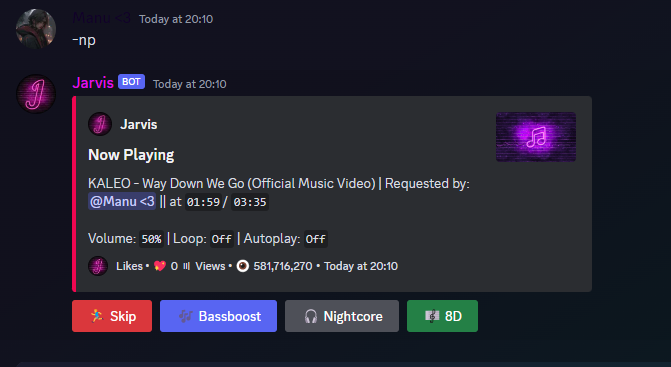 Manu <3 Today at 20:10
-np
Jarvis BOT Today at 20:10
Jarvis
Now Playing
KALEO - Way Down We Go (Official Music Video) | Requested by:
@Manu <3 || at 01:59 / 03:35
Volume: 50% | Loop: Off | Autoplay: Off
Likes • 💖 0 Views • 581,716,270 • Today at 20:10
Skip Bassboost Nightcore 8D